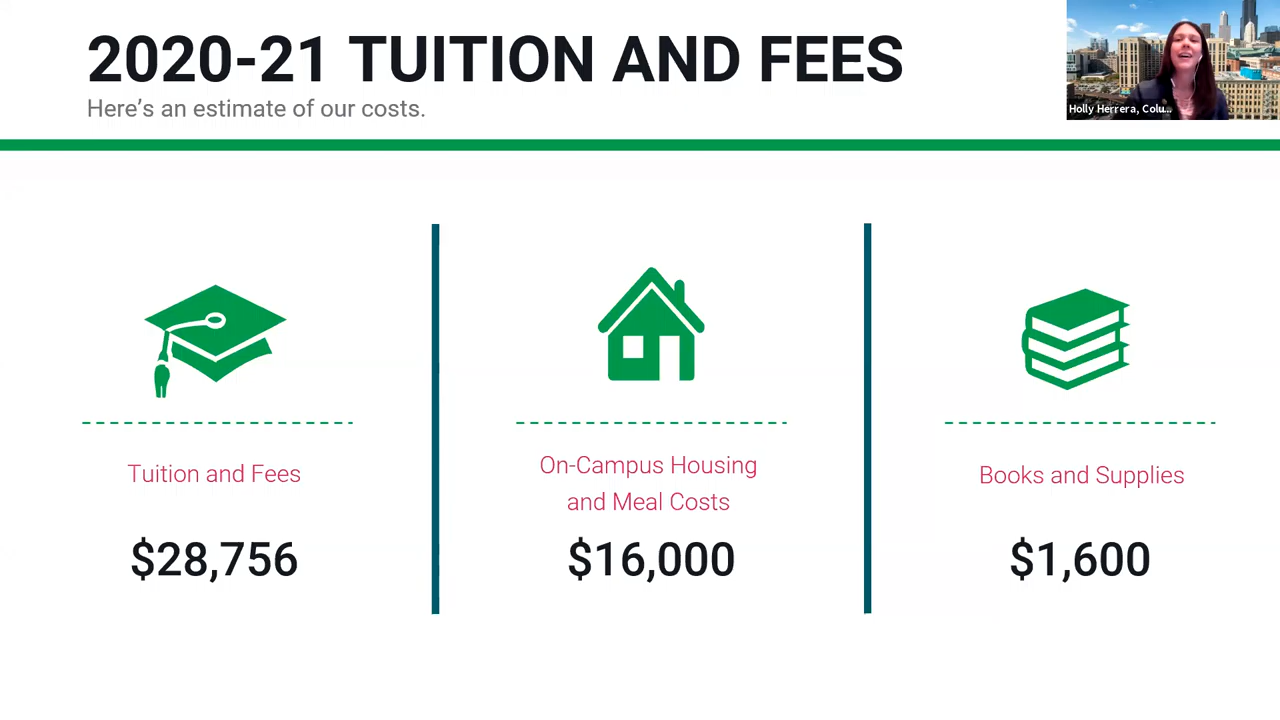 2020-21 TUITION AND FEES
Here's an estimate of our costs.
Holly Herrera, Colu...
Tuition and Fees
$28,756
On-Campus Housing
and Meal Costs
$16,000
Books and Supplies
$1,600